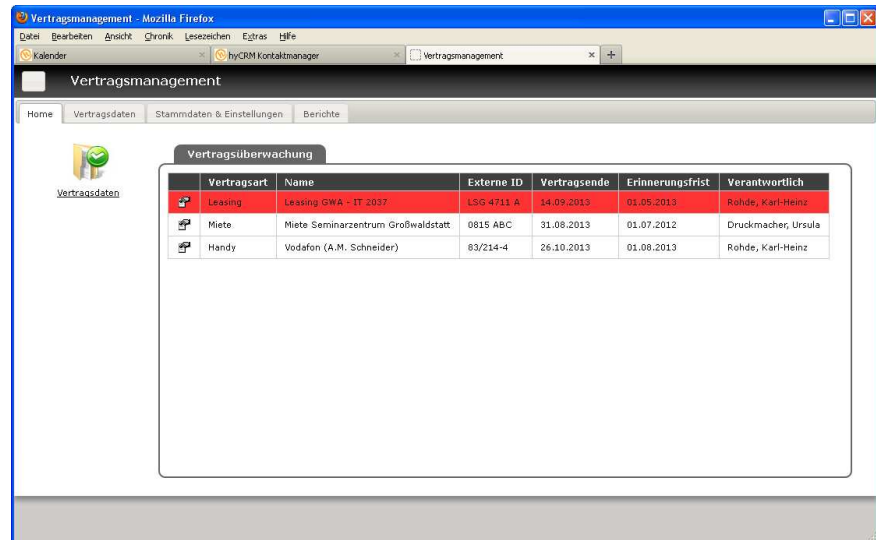 Vertragsmanagement - Mozilla Firefox
Datei Bearbeiten Ansicht Chronik Lesezeichen Extras Hilfe
Kalender hyCRM Kontaktmanager Vertragsmanagement
Vertragsmanagement
Home Vertragsdaten Stammdaten & Einstellungen Berichte
Vertragsdaten
Vertragsüberwachung
Vertragsart Name Externe ID Vertragsende Erinnerungsfrist Verantwortlich
Leasing Leasing GWA - IT 2037 LSG 4711 A 14.09.2013 01.05.2013 Rohde, Karl-Heinz
Miete Miete Seminarzentrum Großwaldstatt 0815 ABC 31.08.2013 01.07.2012 Druckmacher, Ursula
Handy Vodafon (A.M. Schneider) 83/214-4 26.10.2013 01.08.2013 Rohde, Karl-Heinz